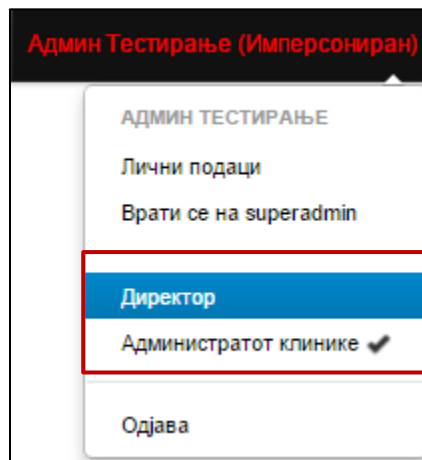 Админ Тестирање (Имперсониран)
АДМИН ТЕСТИРАЊЕ
Лични подаци
Врати се на superadmin
Директор
Администратот клинике ✔
Одјава